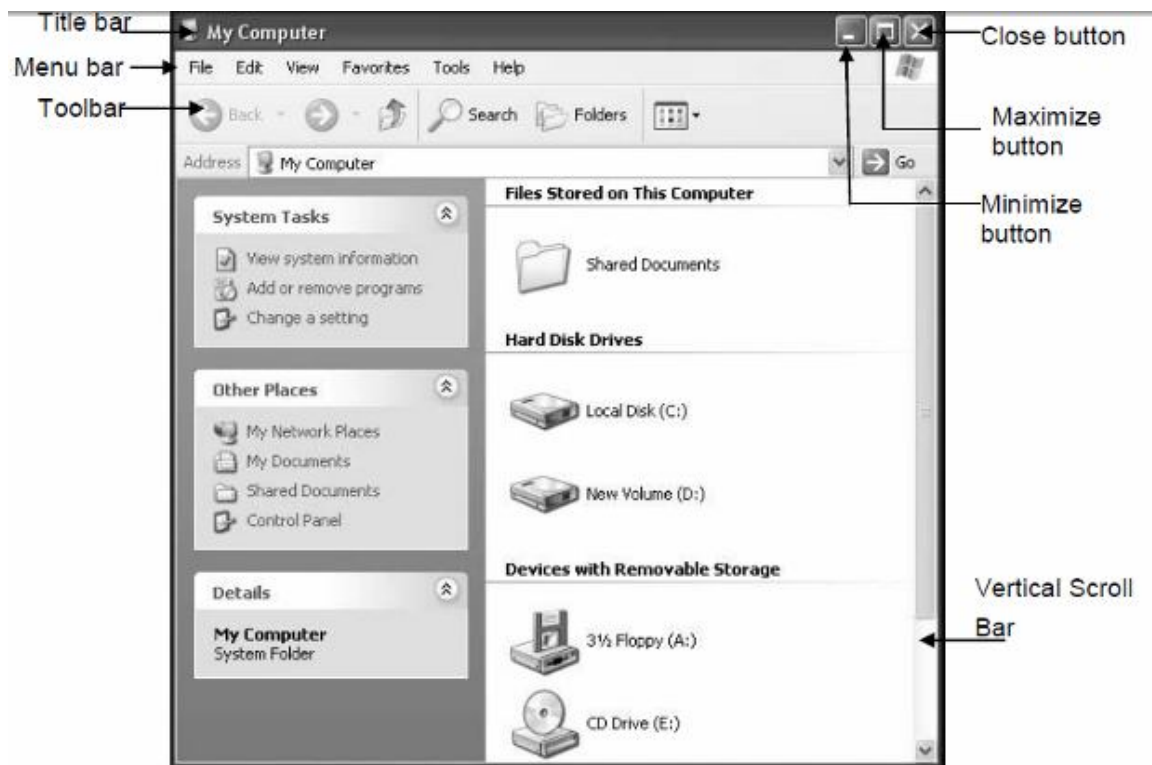 Title bar
My Computer
Close button
Menu bar
File Edit View Favorites Tools Help
Toolbar
Back
Search
Folders
Maximize
button
Address
My Computer
Go
Minimize
button
System Tasks
View system information
Add or remove programs
Change a setting
Other Places
My Network Places
My Documents
Shared Documents
Control Panel
Details
My Computer
System Folder
Files Stored on This Computer
Shared Documents
Hard Disk Drives
Local Disk (C:)
New Volume (D:)
Devices with Removable Storage
3½ Floppy (A:)
CD Drive (E:)
Vertical Scroll
Bar